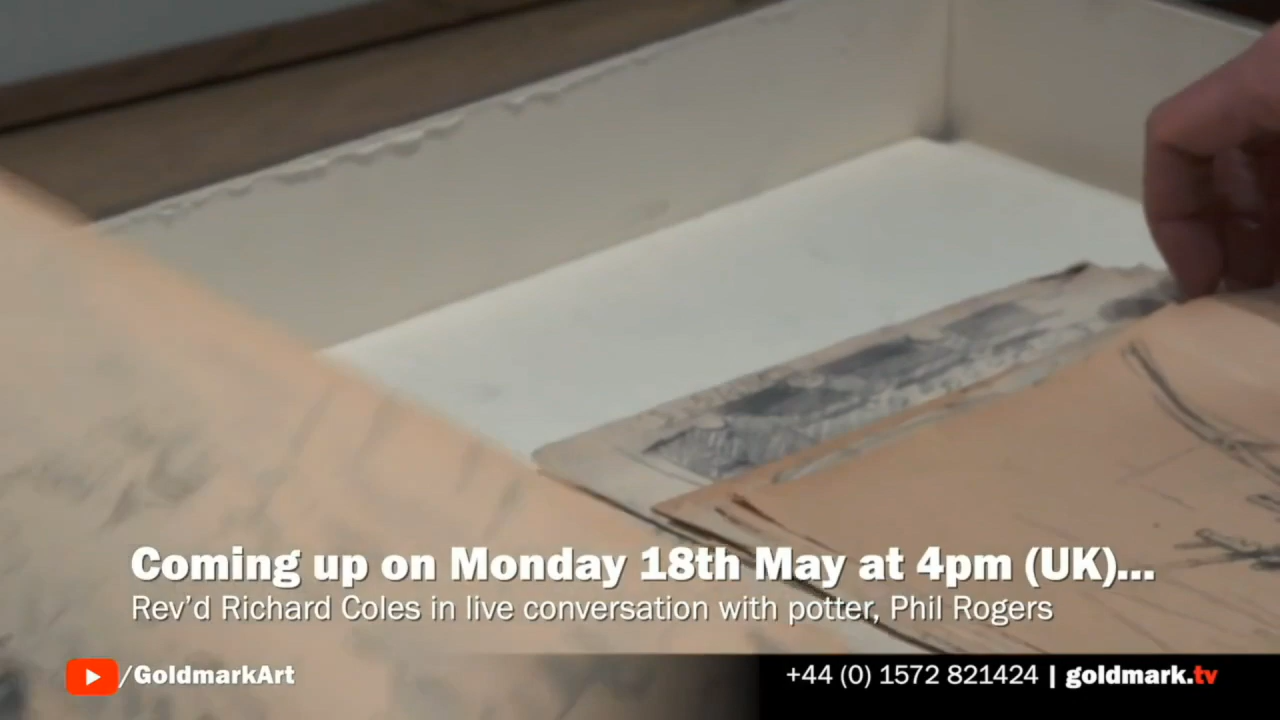 Coming up on Monday 18th May at 4pm (UK)...
Rev’d Richard Coles in live conversation with potter, Phil Rogers
/GoldmarkArt
+44 (0) 1572 821424 | goldmark.tv